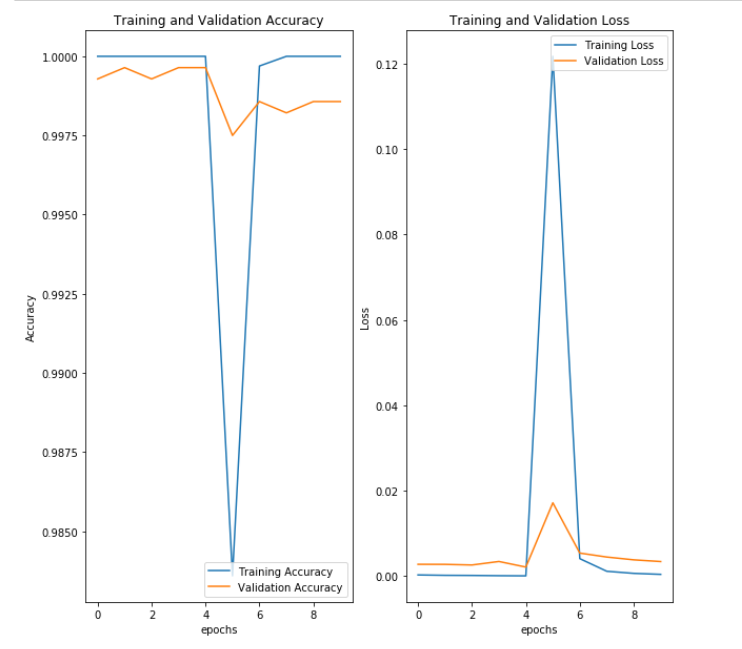 Training and Validation Accuracy
1.0000
0.9975
0.9950
0.9925
0.9900
0.9875
0.9850
Accuracy
Training Accuracy
Validation Accuracy
0 2 4 6 8
epochs
Training and Validation Loss
Training Loss
Validation Loss
0.12
0.10
0.08
0.06
0.04
0.02
0.00
Loss
0 2 4 6 8
epochs